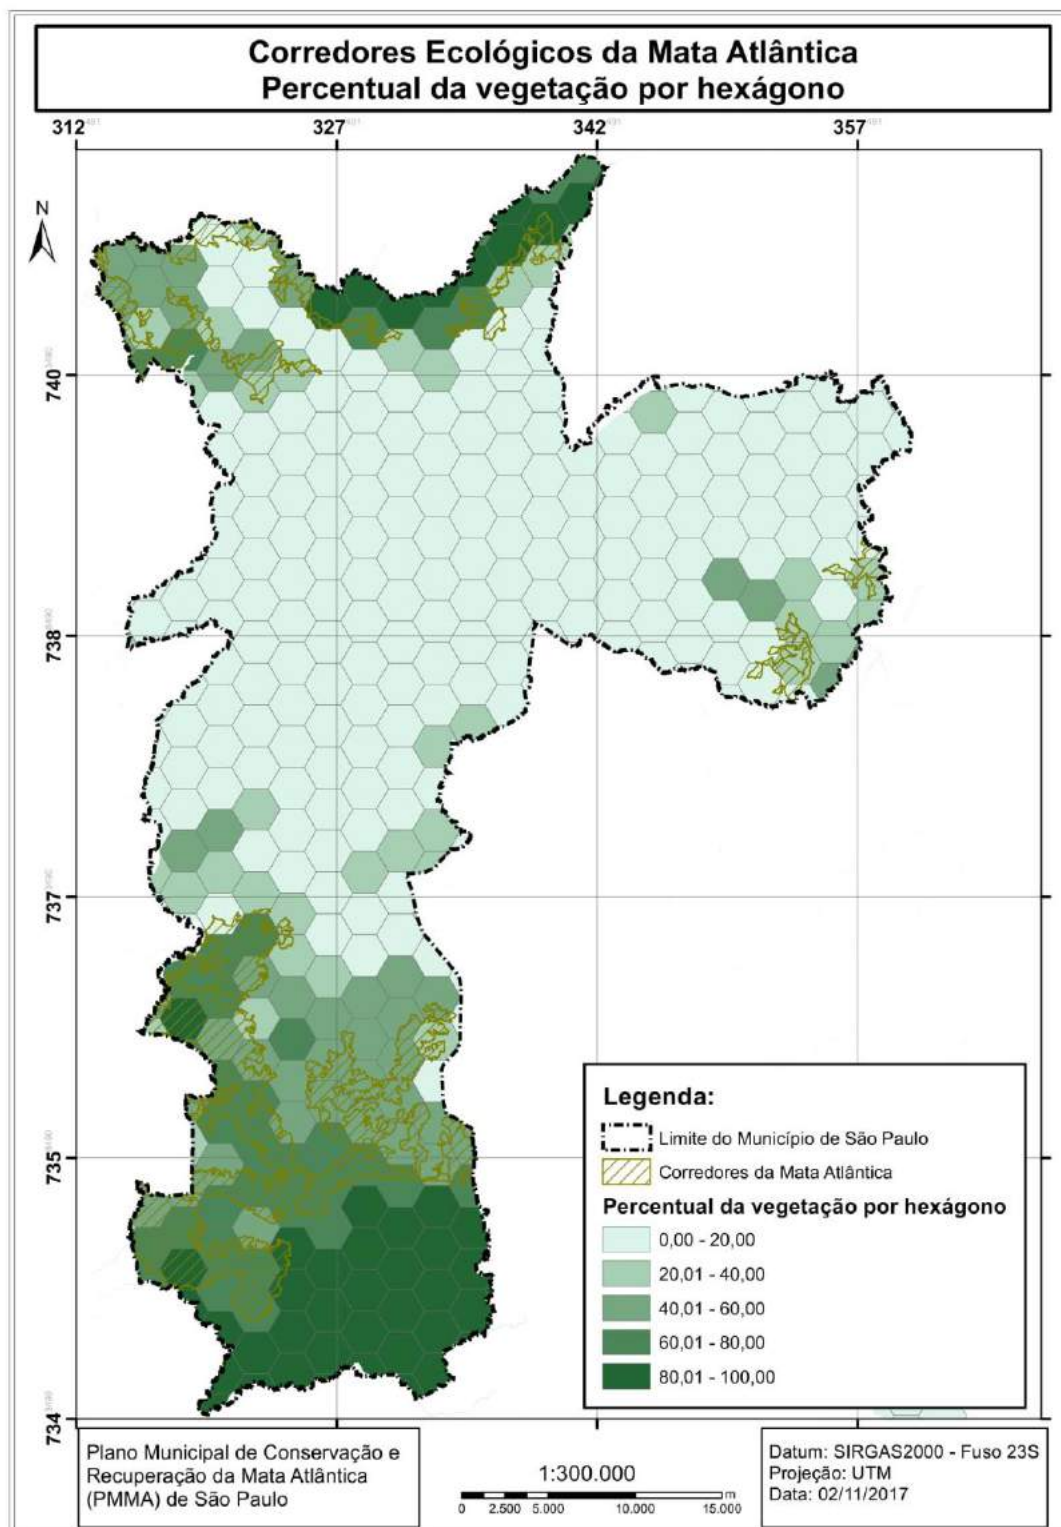 Corredores Ecológicos da Mata Atlântica
Percentual da vegetação por hexágono
312 491
327 491
342 491
357 491
N
740
738
737
735
734
Legenda:
Limite do Município de São Paulo
Corredores da Mata Atlântica
Percentual da vegetação por hexágono
0,00 - 20,00
20,01 - 40,00
40,01 - 60,00
60,01 - 80,00
80,01 - 100,00
Plano Municipal de Conservação e
Recuperação da Mata Atlântica
(PMMA) de São Paulo
1:300.000
m
0 2.500 5.000 10.000 15.000
Datum: SIRGAS2000 - Fuso 23S
Projeção: UTM
Data: 02/11/2017